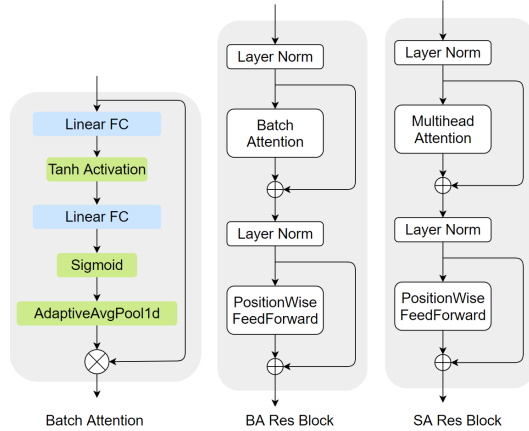 Linear FC
Tanh Activation
Linear FC
Sigmoid
AdaptiveAvgPool1d
Batch Attention
Layer Norm
Batch
Attention
Layer Norm
PositionWise
FeedForward
BA Res Block
Layer Norm
Multihead
Attention
Layer Norm
PositionWise
FeedForward
SA Res Block